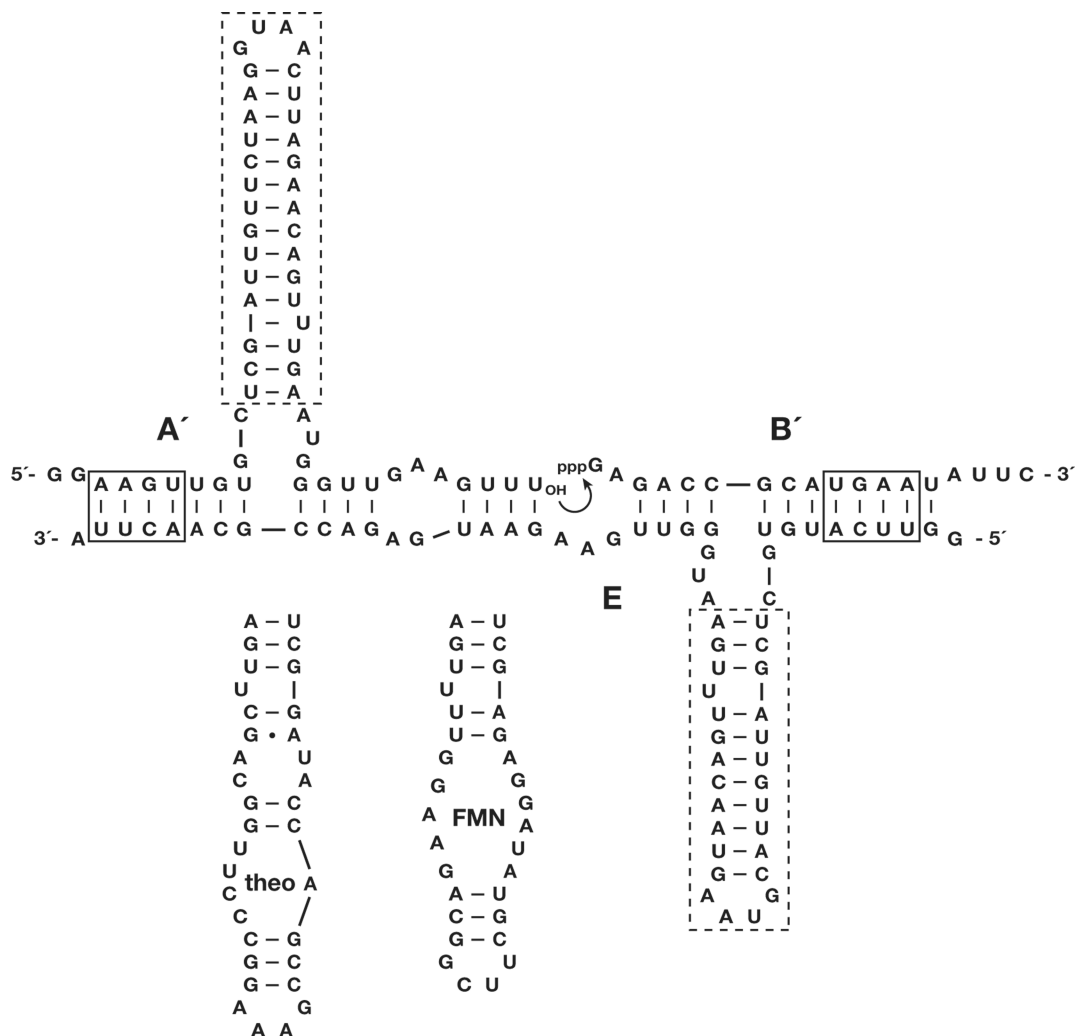 U A
G A
G – C
A – U
A – U
U – A
C – G
U – A
U – A
G – C
U – A
U – G
A – U
| – U
G – U
C – G
U – A
C A
A´ B´
U
G G
5´- G G A A G U U G U G G U U G A A G U U U OH pppG A G A C C — G C A U G A A U A U U C - 3´
3´- A U U C A A C G — C C A G A G U A A G A A G U U G G U G U A C U U G G - 5´
G G
U
E A C
A – U A – U A – U
G – C G – C G – C
U – G U – G U – G
U U U
C – G U – A U – A
G • A U – G G – U
A U G A A – U
C A G G C – G
G – C A G A – U
G – C A A A – U
U G U U – A
U A A G – C
C A – U A G
C C – G A U
C – G G – C
G – C G U
G – C C U
A G
A A
theo
FMN